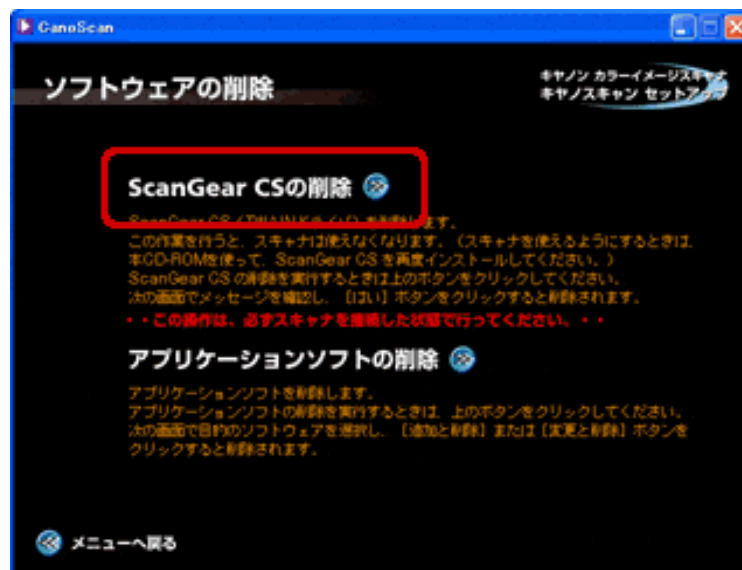 CanoScan
ソフトウェアの削除
キヤノン カラーイメージスキャナ
キヤノスキャン セットアップ
ScanGear CSの削除
ScanGear CS（TWAINドライバ）を削除します。
この作業を行うと、スキャナは使えなくなります。（スキャナを使えるようにするときは
本CD-ROMを使って、ScanGear CS を再度インストールしてください。）
ScanGear CS の削除を実行するときは上のボタンをクリックしてください。
次の画面でメッセージを確認し、［はい］ボタンをクリックすると削除されます。
・・この操作は、必ずスキャナを接続した状態で行ってください。・・
アプリケーションソフトの削除
アプリケーションソフトを削除します。
アプリケーションソフトの削除を実行するときは、上のボタンをクリックしてください。
次の画面で目的のソフトウェアを選択し、［追加と削除］または［変更と削除］ボタンを
クリックすると削除されます。
メニューへ戻る